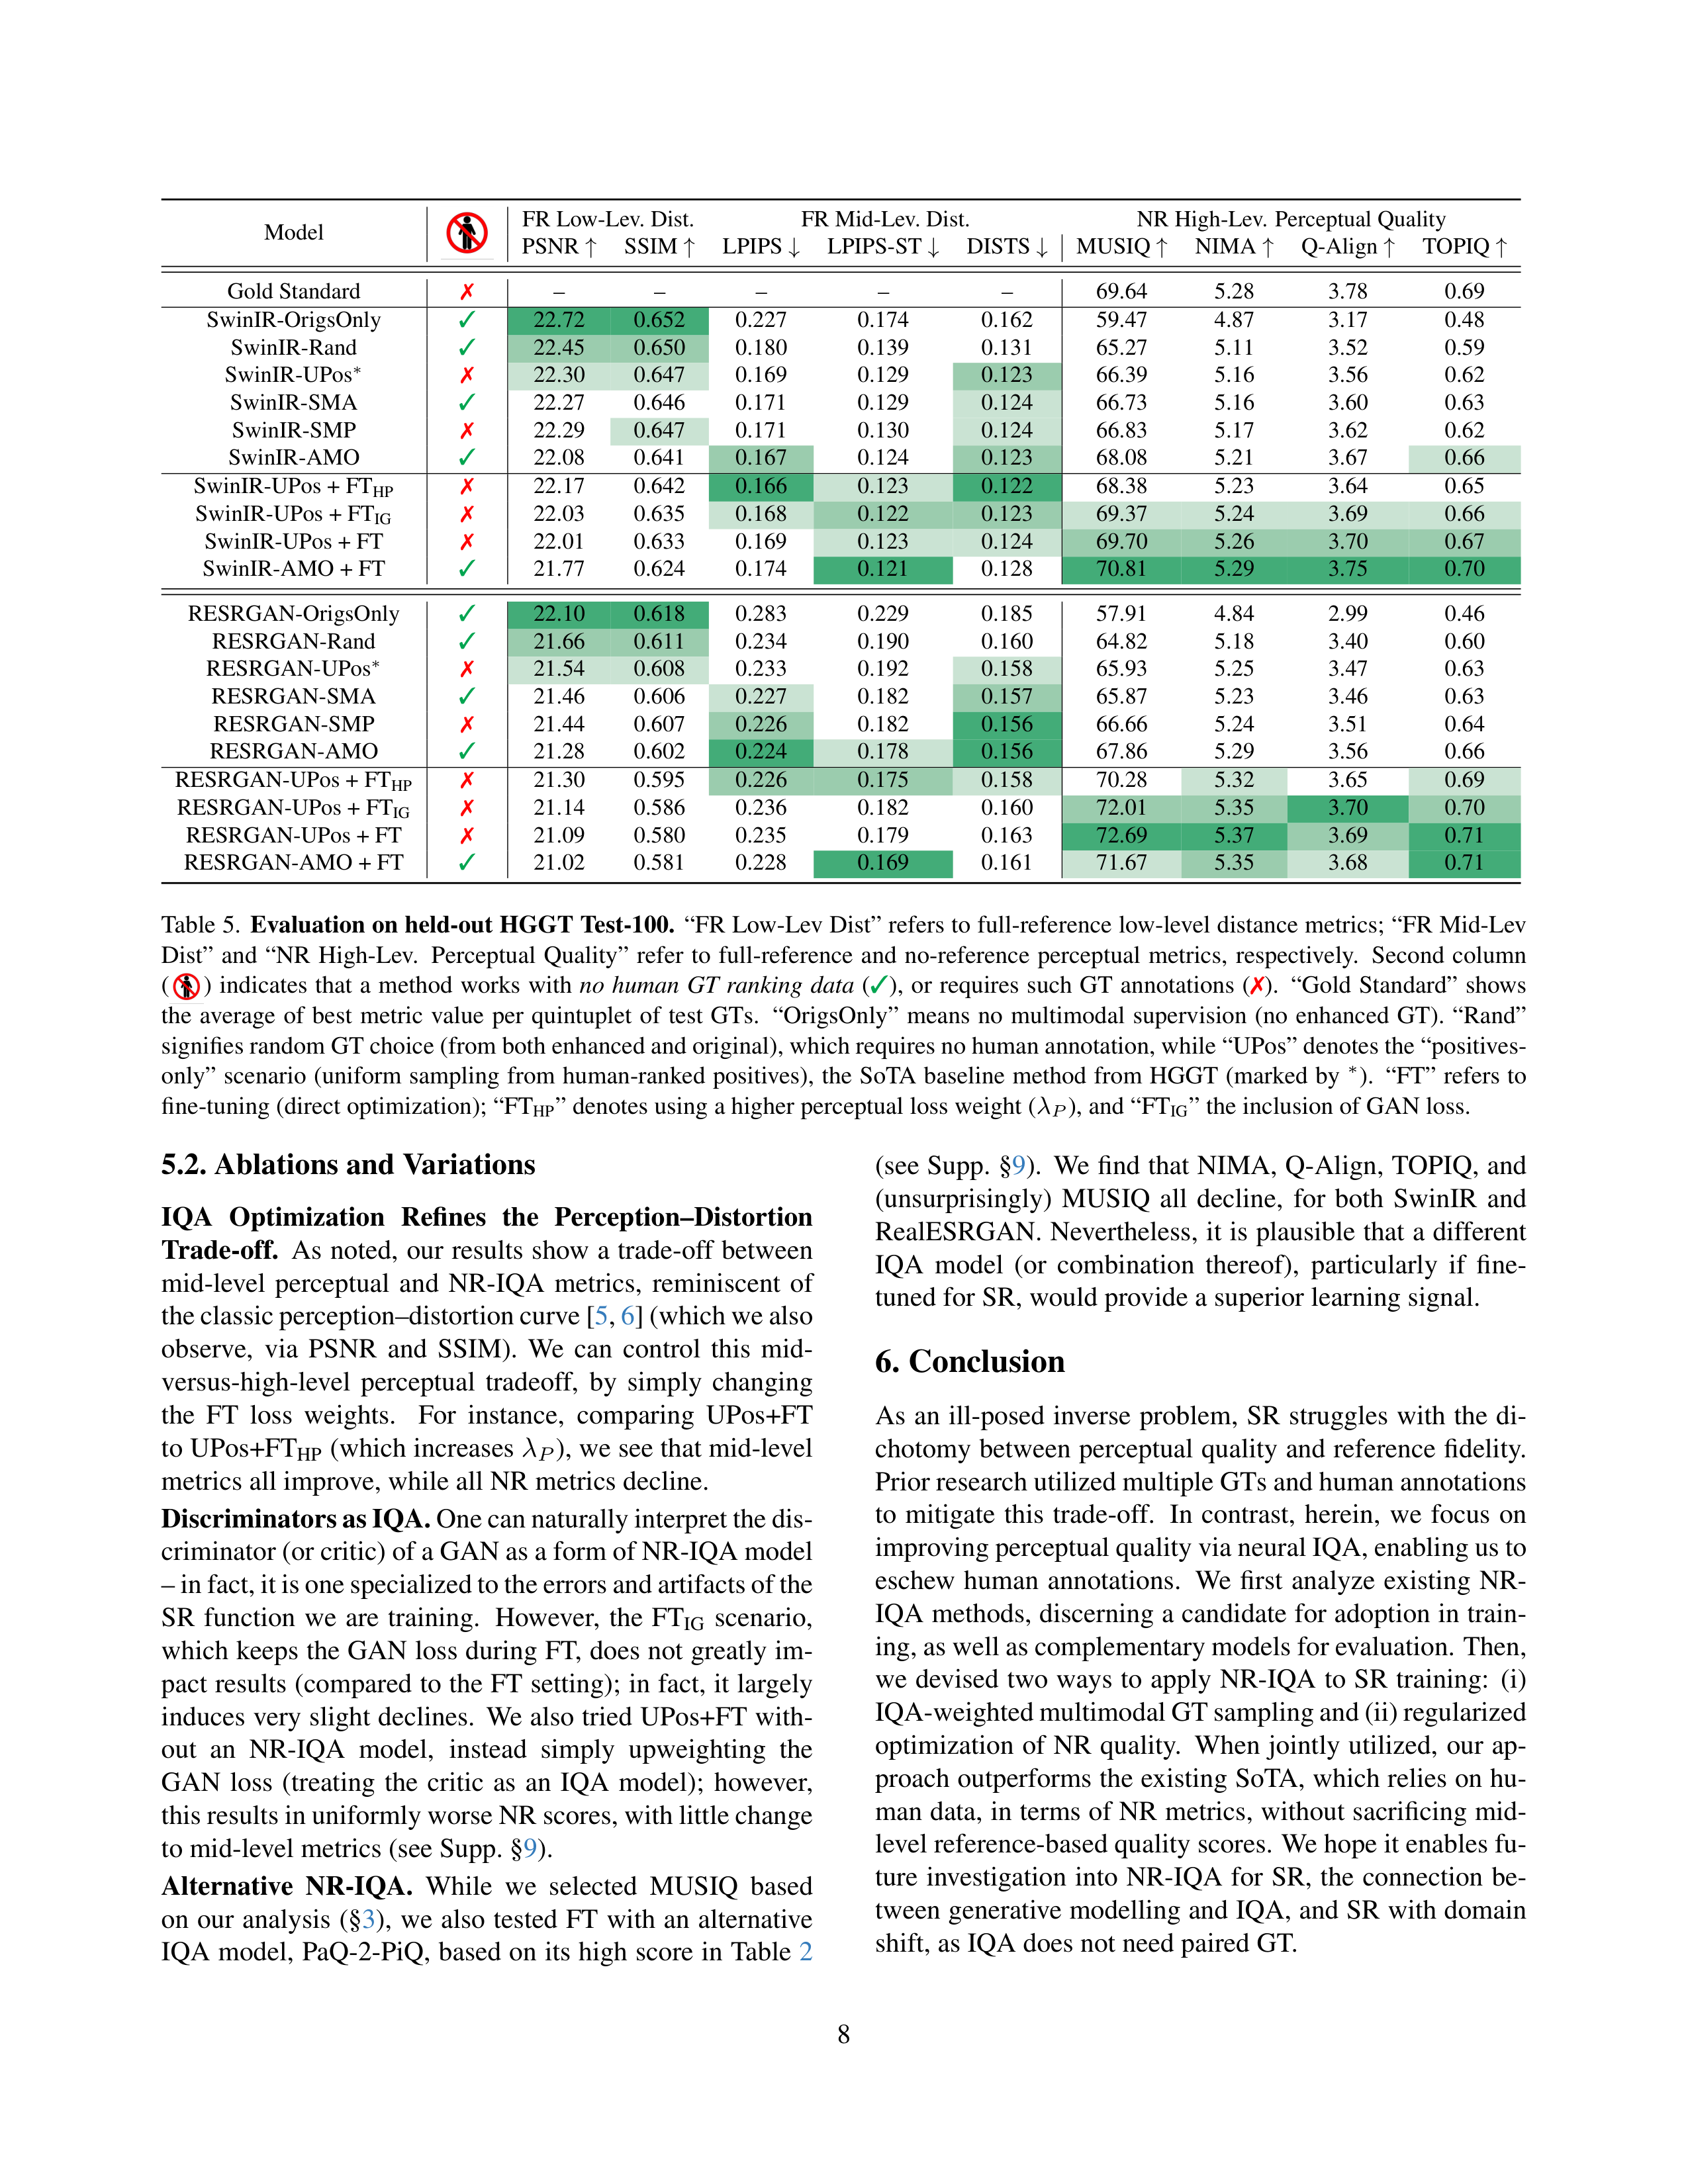 Model FR Low-Lev. Dist. FR Mid-Lev. Dist. NR High-Lev. Perceptual Quality
PSNR ↑ SSIM ↑ LPIPS ↓ LPIPS-ST ↓ DISTS ↓ MUSIQ ↑ NIMA ↑ Q-Align ↑ TOPIQ ↑
Gold Standard ✗ – – – – – 69.64 5.28 3.78 0.69
SwinIR-OrigsOnly ✓ 22.72 0.652 0.227 0.174 0.162 59.47 4.87 3.17 0.48
SwinIR-Rand ✓ 22.45 0.650 0.180 0.139 0.131 65.27 5.11 3.52 0.59
SwinIR-UPos* ✗ 22.30 0.647 0.169 0.129 0.123 66.39 5.16 3.56 0.62
SwinIR-SMA ✓ 22.27 0.646 0.171 0.129 0.124 66.73 5.16 3.60 0.63
SwinIR-SMP ✗ 22.29 0.647 0.171 0.130 0.124 66.83 5.17 3.62 0.62
SwinIR-AMO ✓ 22.08 0.641 0.167 0.124 0.123 68.08 5.21 3.67 0.66
SwinIR-UPos + FTHP ✗ 22.17 0.642 0.166 0.123 0.122 68.38 5.23 3.64 0.65
SwinIR-UPos + FTIG ✗ 22.03 0.635 0.168 0.122 0.123 69.37 5.24 3.69 0.66
SwinIR-UPos + FT ✗ 22.01 0.633 0.169 0.123 0.124 69.70 5.26 3.70 0.67
SwinIR-AMO + FT ✓ 21.77 0.624 0.174 0.121 0.128 70.81 5.29 3.75 0.70
RESRGAN-OrigsOnly ✓ 22.10 0.618 0.283 0.229 0.185 57.91 4.84 2.99 0.46
RESRGAN-Rand ✓ 21.66 0.611 0.234 0.190 0.160 64.82 5.18 3.40 0.60
RESRGAN-UPos* ✗ 21.54 0.608 0.233 0.192 0.158 65.93 5.25 3.47 0.63
RESRGAN-SMA ✓ 21.46 0.606 0.227 0.182 0.157 65.87 5.23 3.46 0.63
RESRGAN-SMP ✗ 21.44 0.607 0.226 0.182 0.156 66.66 5.24 3.51 0.64
RESRGAN-AMO ✓ 21.28 0.602 0.224 0.178 0.156 67.86 5.29 3.56 0.66
RESRGAN-UPos + FTHP ✗ 21.30 0.595 0.226 0.175 0.158 70.28 5.32 3.65 0.69
RESRGAN-UPos + FTIG ✗ 21.14 0.586 0.236 0.182 0.160 72.01 5.35 3.70 0.70
RESRGAN-UPos + FT ✗ 21.09 0.580 0.235 0.179 0.163 72.69 5.37 3.69 0.71
RESRGAN-AMO + FT ✓ 21.02 0.581 0.228 0.169 0.161 71.67 5.35 3.68 0.71
Table 5. Evaluation on held-out HGGT Test-100. “FR Low-Lev Dist” refers to full-reference low-level distance metrics; “FR Mid-Lev
Dist” and “NR High-Lev. Perceptual Quality” refer to full-reference and no-reference perceptual metrics, respectively. Second column
( ) indicates that a method works with no human GT ranking data (✓), or requires such GT annotations (✗). “Gold Standard” shows
the average of best metric value per quintuplet of test GTs. “OrigsOnly” means no multimodal supervision (no enhanced GT). “Rand”
signifies random GT choice (from both enhanced and original), which requires no human annotation, while “UPos” denotes the “positives-
only” scenario (uniform sampling from human-ranked positives), the SoTA baseline method from HGGT (marked by *). “FT” refers to
fine-tuning (direct optimization); “FTHP” denotes using a higher perceptual loss weight (λP), and “FTIG” the inclusion of GAN loss.
5.2. Ablations and Variations
IQA Optimization Refines the Perception–Distortion
Trade-off. As noted, our results show a trade-off between
mid-level perceptual and NR-IQA metrics, reminiscent of
the classic perception–distortion curve [5, 6] (which we also
observe, via PSNR and SSIM). We can control this mid-
versus-high-level perceptual tradeoff, by simply changing
the FT loss weights. For instance, comparing UPos+FT
to UPos+FTHP (which increases λP), we see that mid-level
metrics all improve, while all NR metrics decline.
Discriminators as IQA. One can naturally interpret the dis-
criminator (or critic) of a GAN as a form of NR-IQA model
– in fact, it is one specialized to the errors and artifacts of the
SR function we are training. However, the FTIG scenario,
which keeps the GAN loss during FT, does not greatly im-
pact results (compared to the FT setting); in fact, it largely
induces very slight declines. We also tried UPos+FT with-
out an NR-IQA model, instead simply upweighting the
GAN loss (treating the critic as an IQA model); however,
this results in uniformly worse NR scores, with little change
to mid-level metrics (see Supp. §9).
Alternative NR-IQA. While we selected MUSIQ based
on our analysis (§3), we also tested FT with an alternative
IQA model, PaQ-2-PiQ, based on its high score in Table 2
(see Supp. §9). We find that NIMA, Q-Align, TOPIQ, and
(unsurprisingly) MUSIQ all decline, for both SwinIR and
RealESRGAN. Nevertheless, it is plausible that a different
IQA model (or combination thereof), particularly if fine-
tuned for SR, would provide a superior learning signal.
6. Conclusion
As an ill-posed inverse problem, SR struggles with the di-
chotomy between perceptual quality and reference fidelity.
Prior research utilized multiple GTs and human annotations
to mitigate this trade-off. In contrast, herein, we focus on
improving perceptual quality via neural IQA, enabling us to
eschew human annotations. We first analyze existing NR-
IQA methods, discerning a candidate for adoption in train-
ing, as well as complementary models for evaluation. Then,
we devised two ways to apply NR-IQA to SR training: (i)
IQA-weighted multimodal GT sampling and (ii) regularized
optimization of NR quality. When jointly utilized, our ap-
proach outperforms the existing SoTA, which relies on hu-
man data, in terms of NR metrics, without sacrificing mid-
level reference-based quality scores. We hope it enables fu-
ture investigation into NR-IQA for SR, the connection be-
tween generative modelling and IQA, and SR with domain
shift, as IQA does not need paired GT.
8